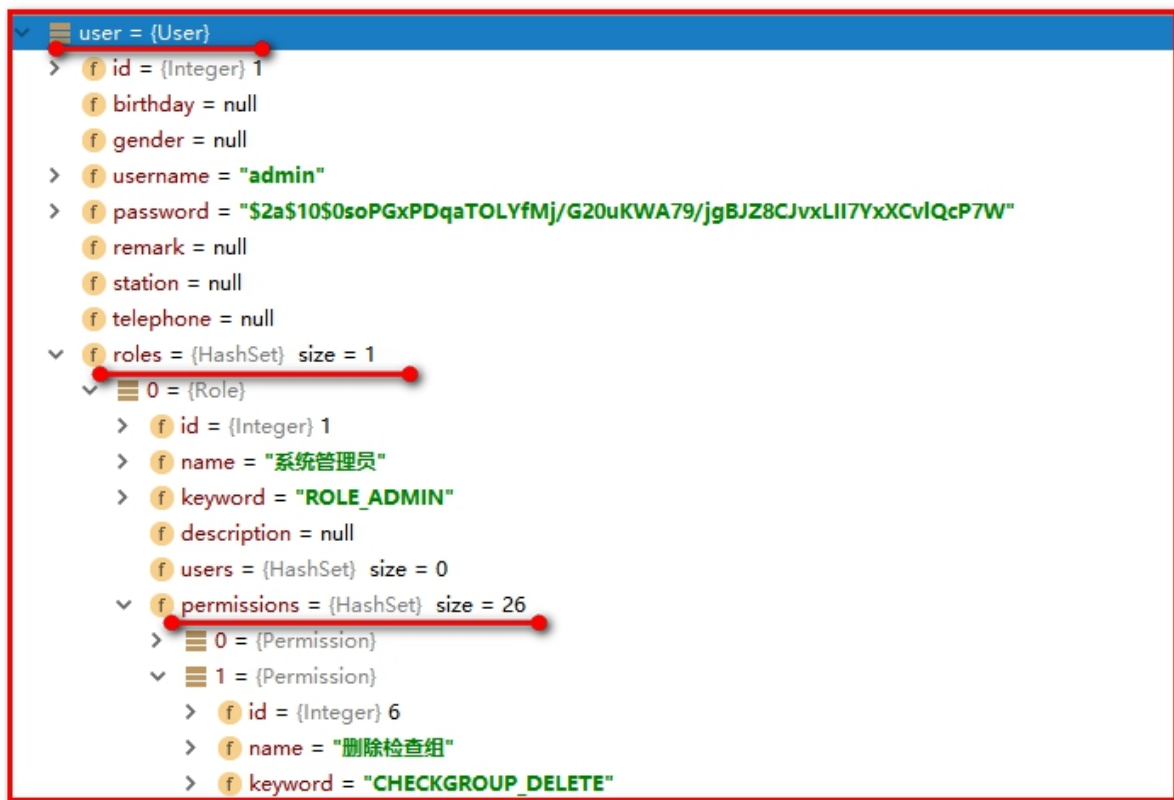 user = {User}
f id = {Integer} 1
f birthday = null
f gender = null
f username = "admin"
f password = "$2a$10$0soPGxPDqaTOLYfMj/G20uKWA79/jgBJZ8CJvxLII7YxXCvlQcP7W"
f remark = null
f station = null
f telephone = null
f roles = {HashSet} size = 1
0 = {Role}
f id = {Integer} 1
f name = "系统管理员"
f keyword = "ROLE_ADMIN"
f description = null
f users = {HashSet} size = 0
f permissions = {HashSet} size = 26
0 = {Permission}
1 = {Permission}
f id = {Integer} 6
f name = "删除检查组"
f keyword = "CHECKGROUP_DELETE"